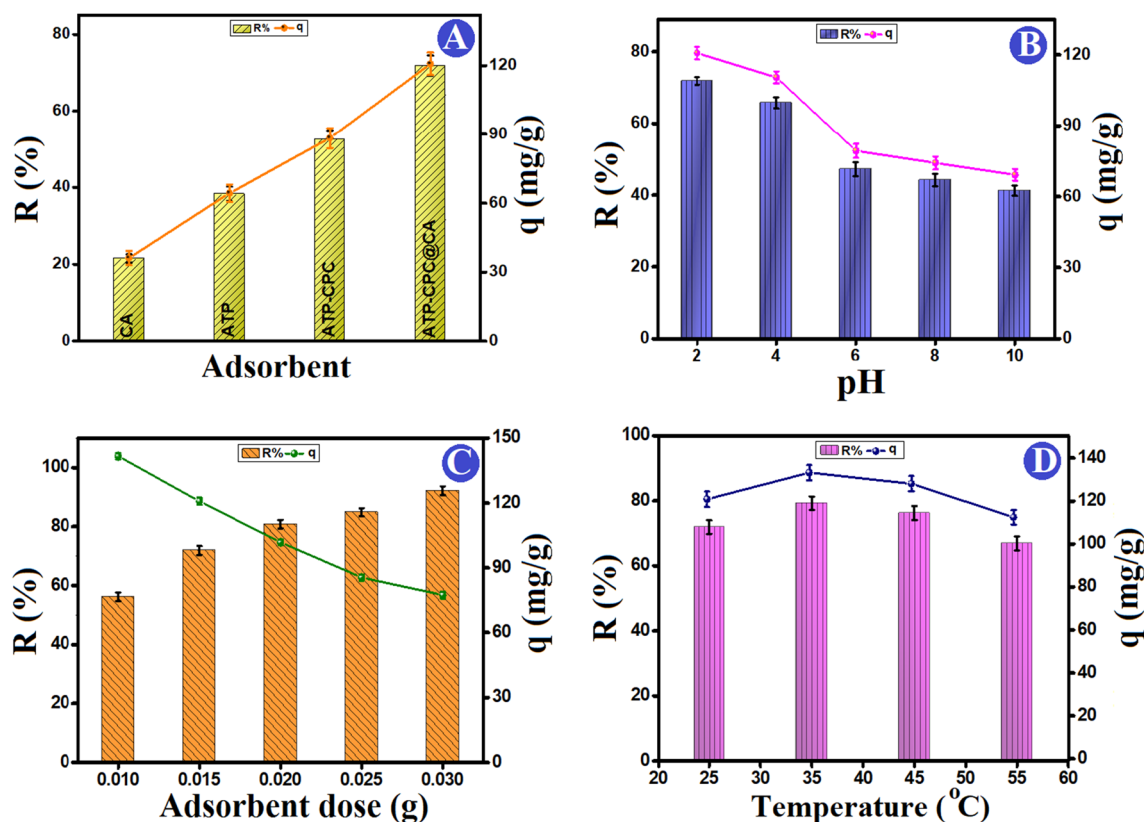 R% q
A
80
60
40
20
0
R (%)
CA
ATP
ATP-CPC
ATP-CPC@CA
120
90
60
30
0
q (mg/g)
Adsorbent
R% q
B
80
60
40
20
0
R (%)
120
90
60
30
0
q (mg/g)
2 4 6 8 10
pH
R% q
C
100
80
60
40
20
0
R (%)
150
120
90
60
30
0
q (mg/g)
0.010 0.015 0.020 0.025 0.030
Adsorbent dose (g)
R% q
D
100
80
60
40
20
0
R (%)
140
120
100
80
60
40
20
0
q (mg/g)
20 25 30 35 40 45 50 55 60
Temperature (°C)